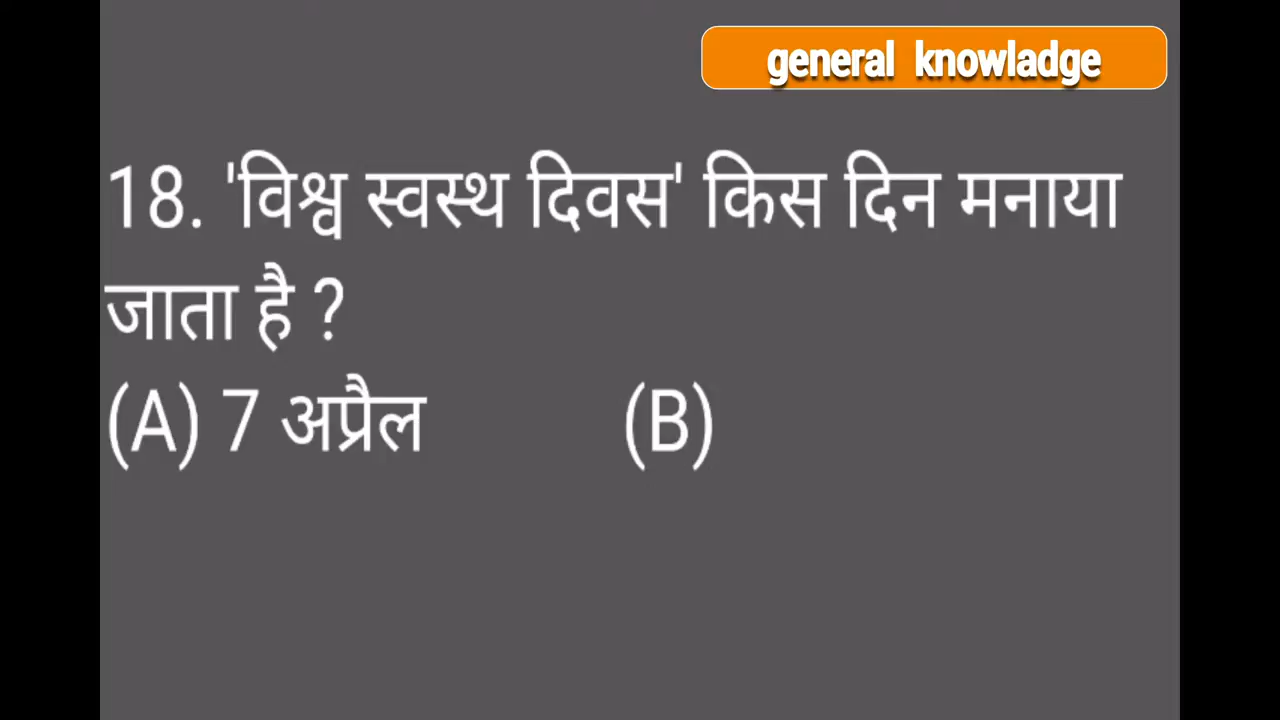 general knowladge
18. 'विश्व स्वस्थ दिवस' किस दिन मनाया
जाता है ?
(A) 7 अप्रैल (B)